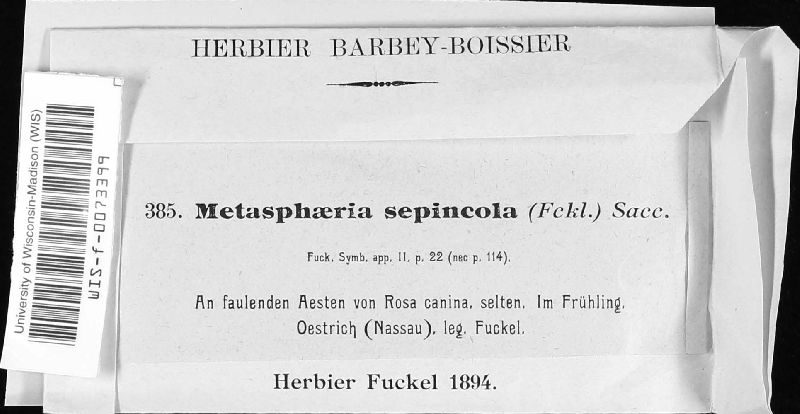 HERBIER BARBEY-BOISSIER
385. Metasphæria sepincola (Fckl.) Sacc.
Fuck. Symb. app. II, p. 22 (nec p. 114).
An faulenden Aesten von Rosa canina, selten. Im Frühling.
Oestrich (Nassau), leg. Fuckel.
Herbier Fuckel 1894.
University of Wisconsin-Madison (WIS)
WIS-f-0073399